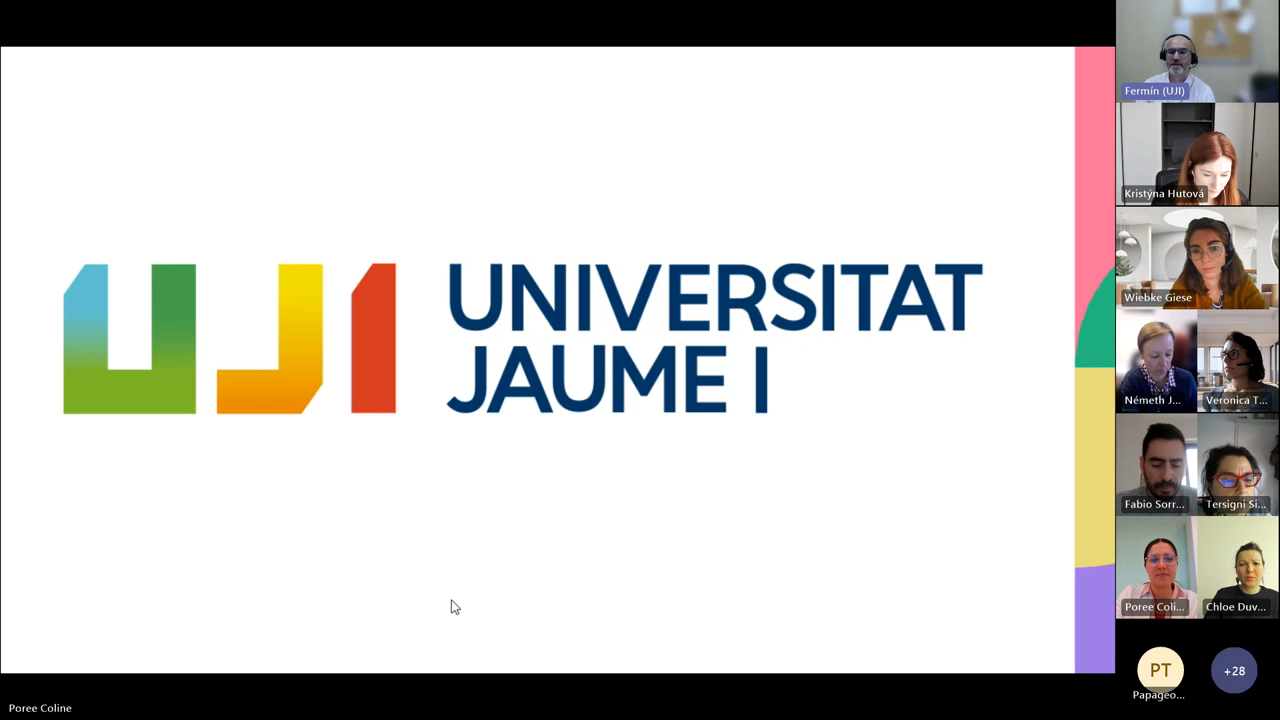 UJI
UNIVERSITAT
JAUME I
Fermín (UJI)
Kristýna Hutová
Wiebke Giese
Németh J...
Veronica T...
Fabio Sorr...
Tersigni Si...
Poree Coli...
Chloe Duv...
PT
Papageo...
+28
Poree Coline